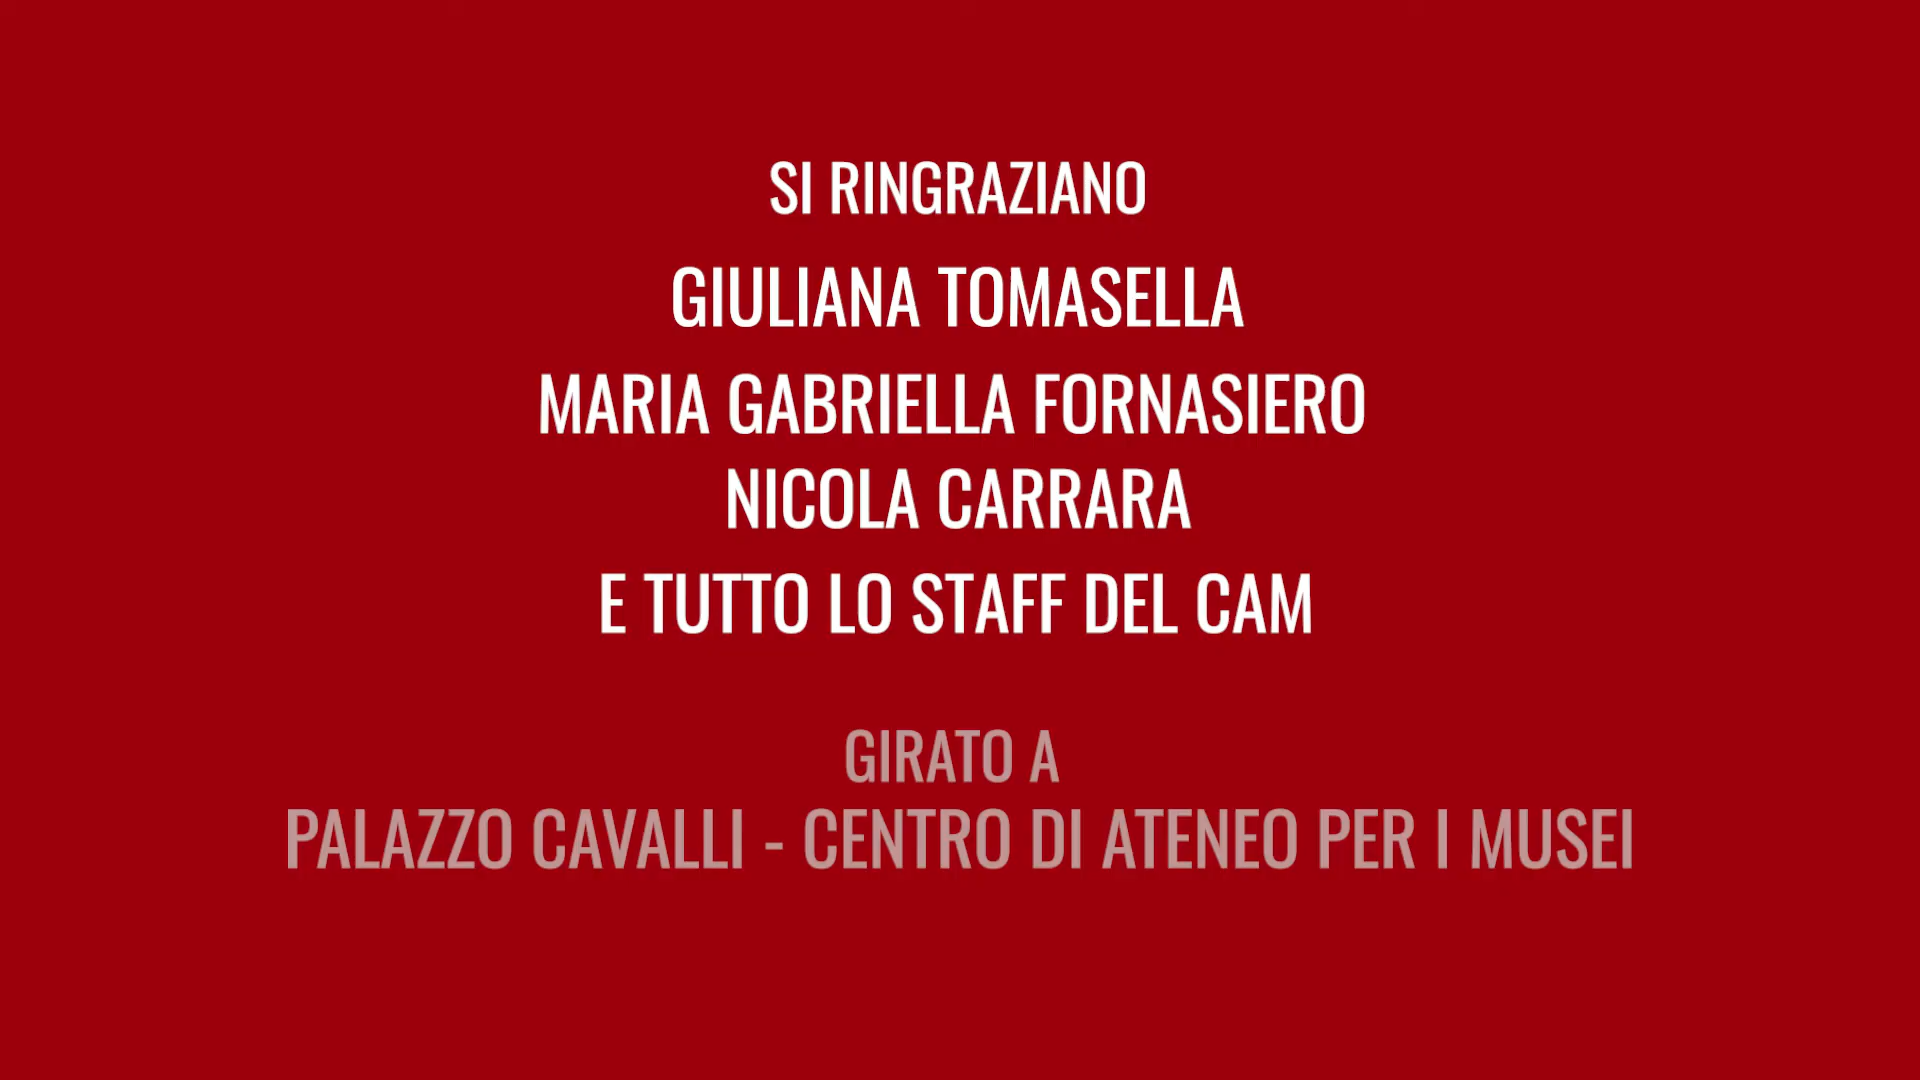 SI RINGRAZIANO
GIULIANA TOMASELLA
MARIA GABRIELLA FORNASIERO
NICOLA CARRARA
E TUTTO LO STAFF DEL CAM
GIRATO A
PALAZZO CAVALLI - CENTRO DI ATENEO PER I MUSEI